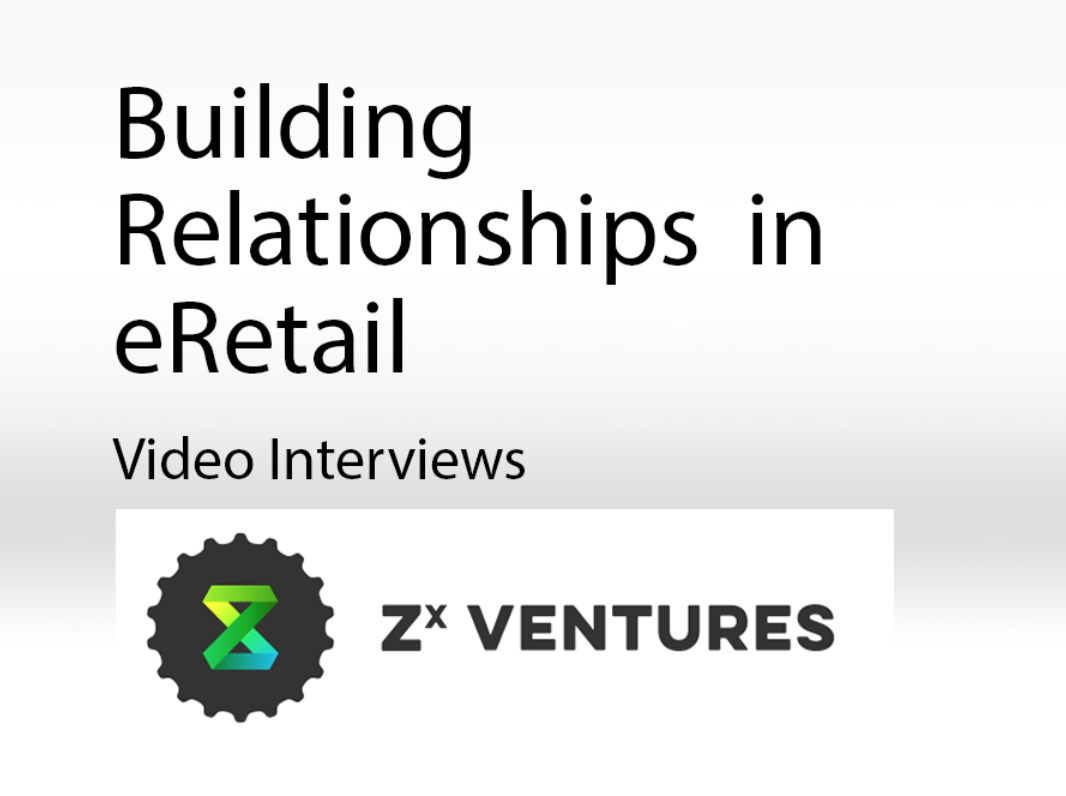 Building
Relationships in
eRetail
Video Interviews
Zx VENTURES